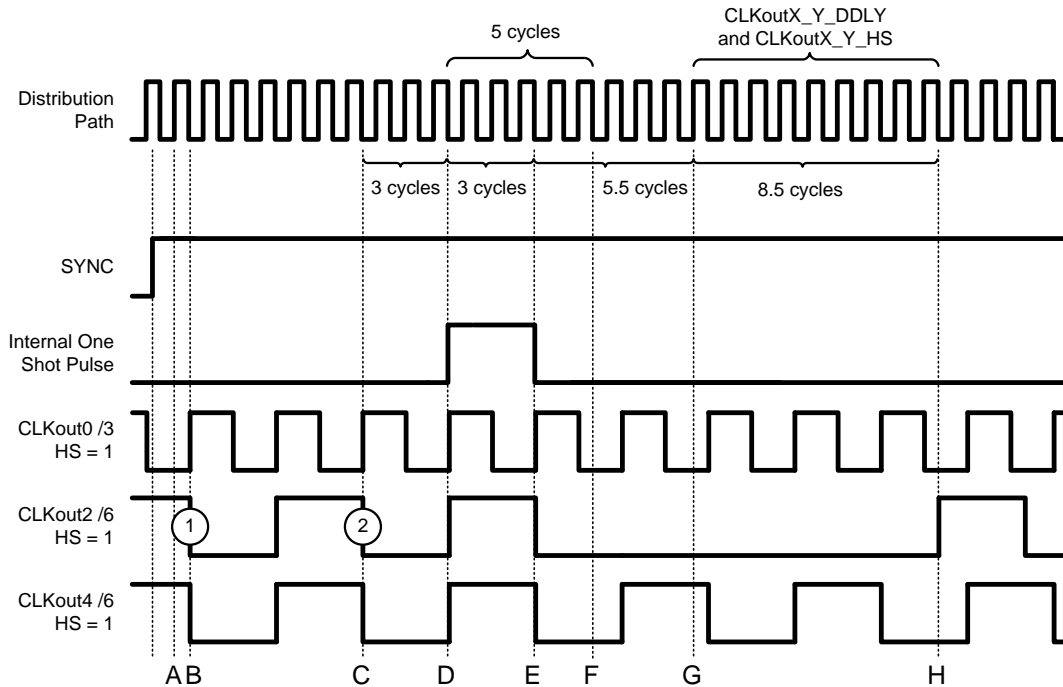 CLKoutX_Y_DDLY
and CLKoutX_Y_HS
5 cycles
Distribution
Path
3 cycles
3 cycles
5.5 cycles
8.5 cycles
SYNC
Internal One
Shot Pulse
CLKout0 /3
HS = 1
CLKout2 /6
HS = 1
1
2
CLKout4 /6
HS = 1
A B C D E F G H